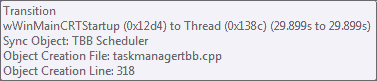 Transition
wWinMainCRTStartup (0x12d4) to Thread (0x138c) (29.899s to 29.899s)
Sync Object: TBB Scheduler
Object Creation File: taskmanagertbb.cpp
Object Creation Line: 318